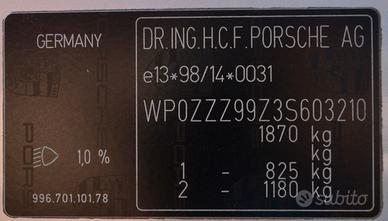 GERMANY
DR.ING.H.C.F.PORSCHE AG
e13*98/14*0031
WP0ZZZ99Z3S603210
1870 kg
kg
1,0 %
1 - 825 kg
2 - 1180 kg
996.701.101.78
subito